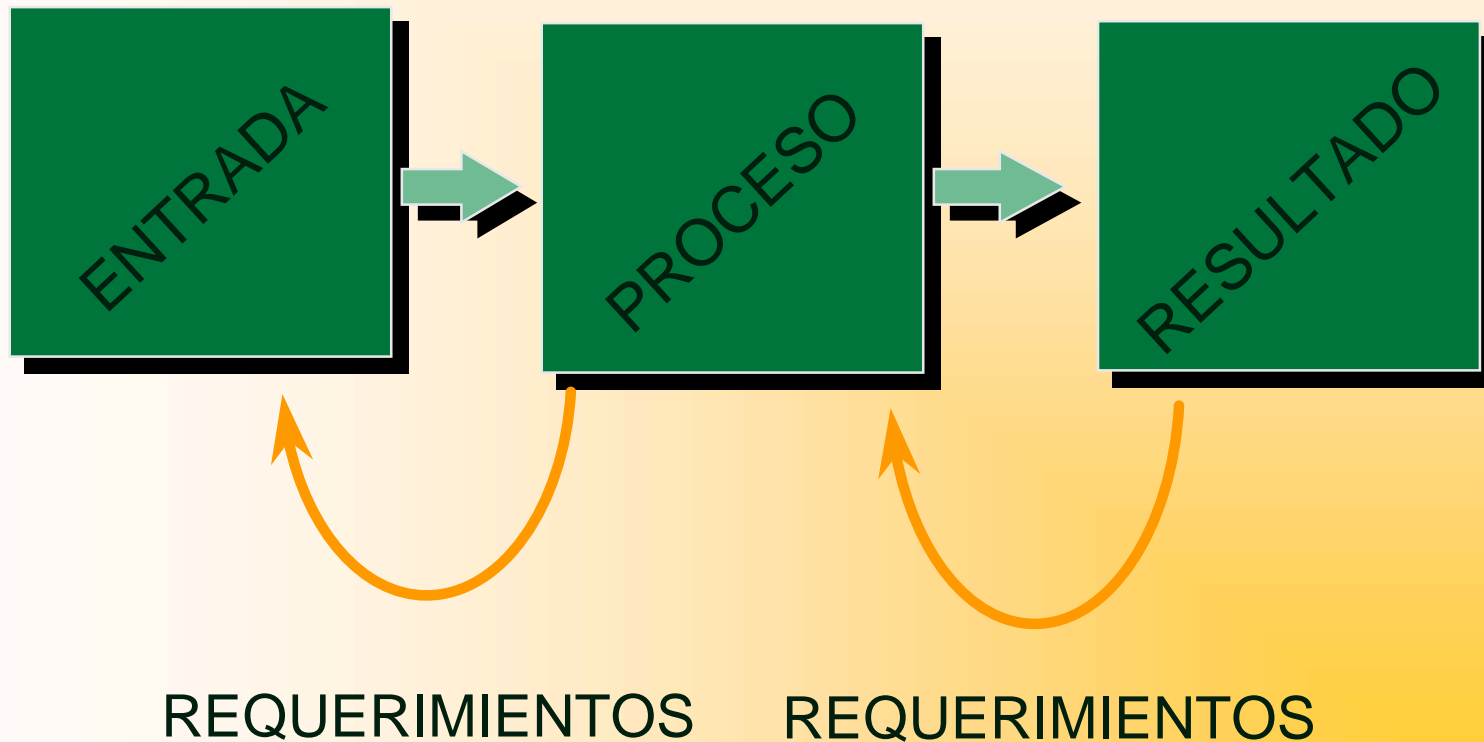 ENTRADA
PROCESO
RESULTADO
REQUERIMIENTOS
REQUERIMIENTOS